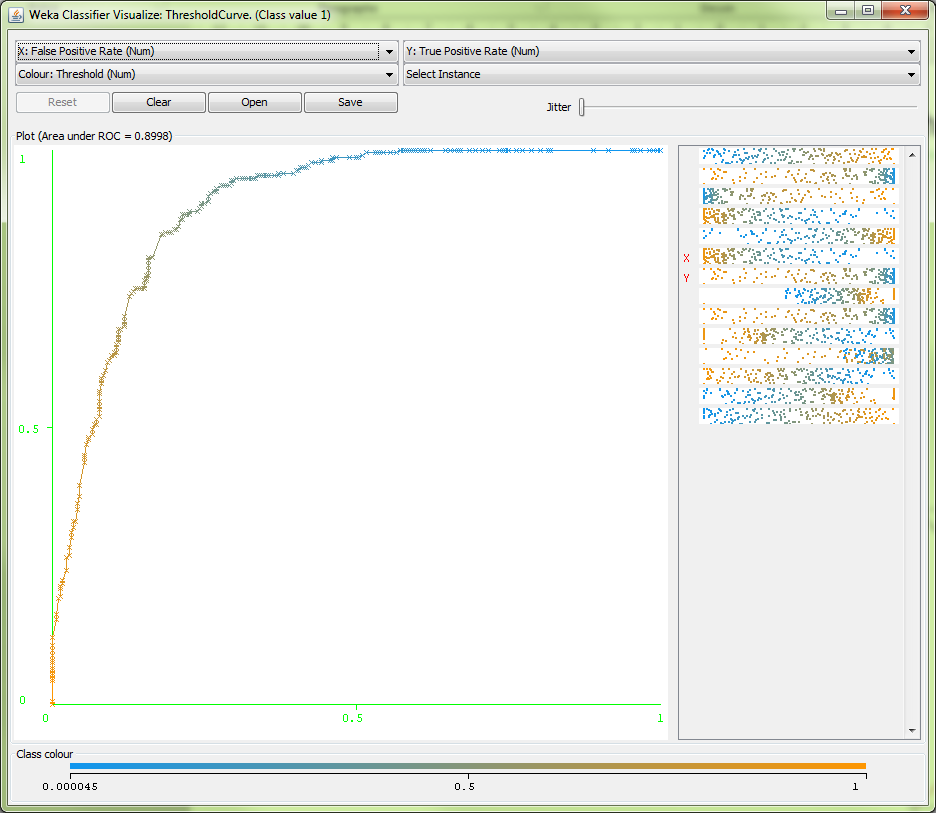 Weka Classifier Visualize: ThresholdCurve. (Class value 1)
X: False Positive Rate (Num)
Y: True Positive Rate (Num)
Colour: Threshold (Num)
Select Instance
Reset
Clear
Open
Save
Jitter
Plot (Area under ROC = 0.8998)
1
0.5
0
0
0.5
1
X
Y
Class colour
0.000045
0.5
1